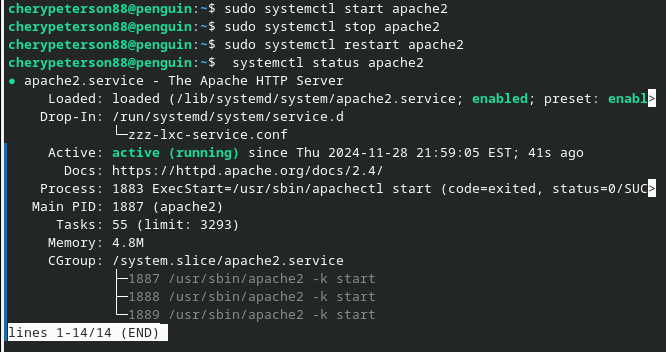 cherypeterson88@penguin:~$ sudo systemctl start apache2
cherypeterson88@penguin:~$ sudo systemctl stop apache2
cherypeterson88@penguin:~$ sudo systemctl restart apache2
cherypeterson88@penguin:~$  systemctl status apache2
● apache2.service - The Apache HTTP Server
     Loaded: loaded (/lib/systemd/system/apache2.service; enabled; preset: enabl>
    Drop-In: /run/systemd/system/service.d
             └─zzz-lxc-service.conf
     Active: active (running) since Thu 2024-11-28 21:59:05 EST; 41s ago
       Docs: https://httpd.apache.org/docs/2.4/
    Process: 1883 ExecStart=/usr/sbin/apachectl start (code=exited, status=0/SUC>
   Main PID: 1887 (apache2)
      Tasks: 55 (limit: 3293)
     Memory: 4.8M
     CGroup: /system.slice/apache2.service
             ├─1887 /usr/sbin/apache2 -k start
             ├─1888 /usr/sbin/apache2 -k start
             └─1889 /usr/sbin/apache2 -k start
lines 1-14/14 (END)